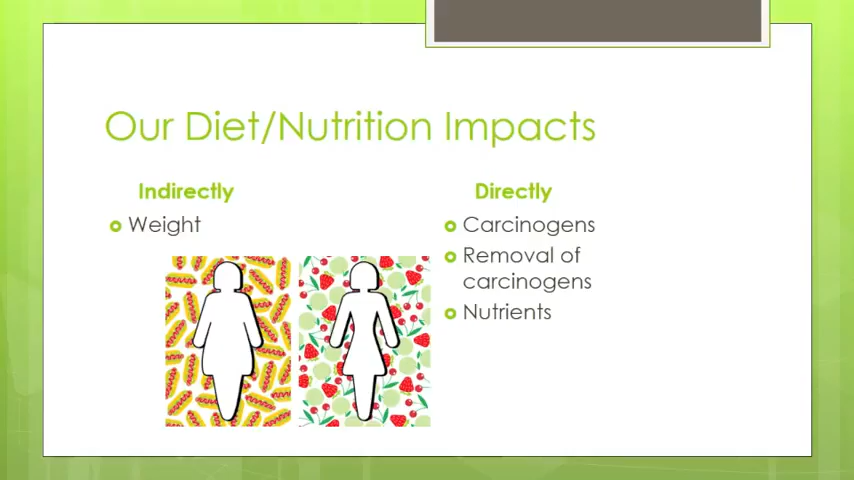 Our Diet/Nutrition Impacts
Indirectly
Weight
Directly
Carcinogens
Removal of
carcinogens
Nutrients